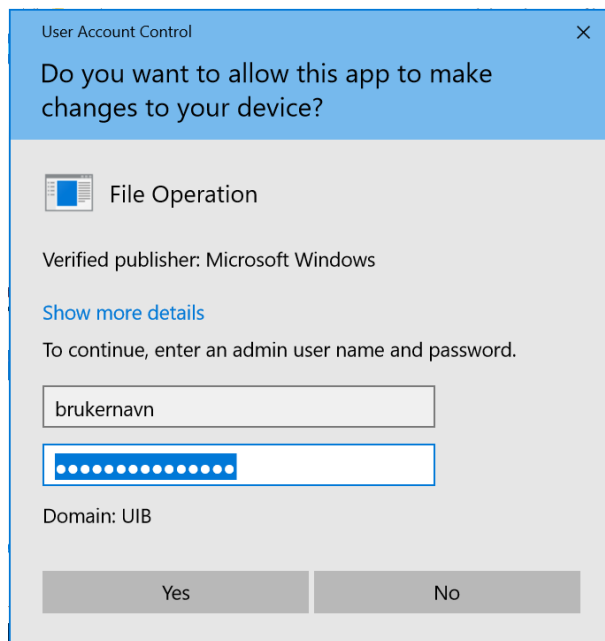 User Account Control
Do you want to allow this app to make
changes to your device?
File Operation
Verified publisher: Microsoft Windows
Show more details
To continue, enter an admin user name and password.
brukernavn
●●●●●●●●●●●●●●●
Domain: UIB
Yes
No